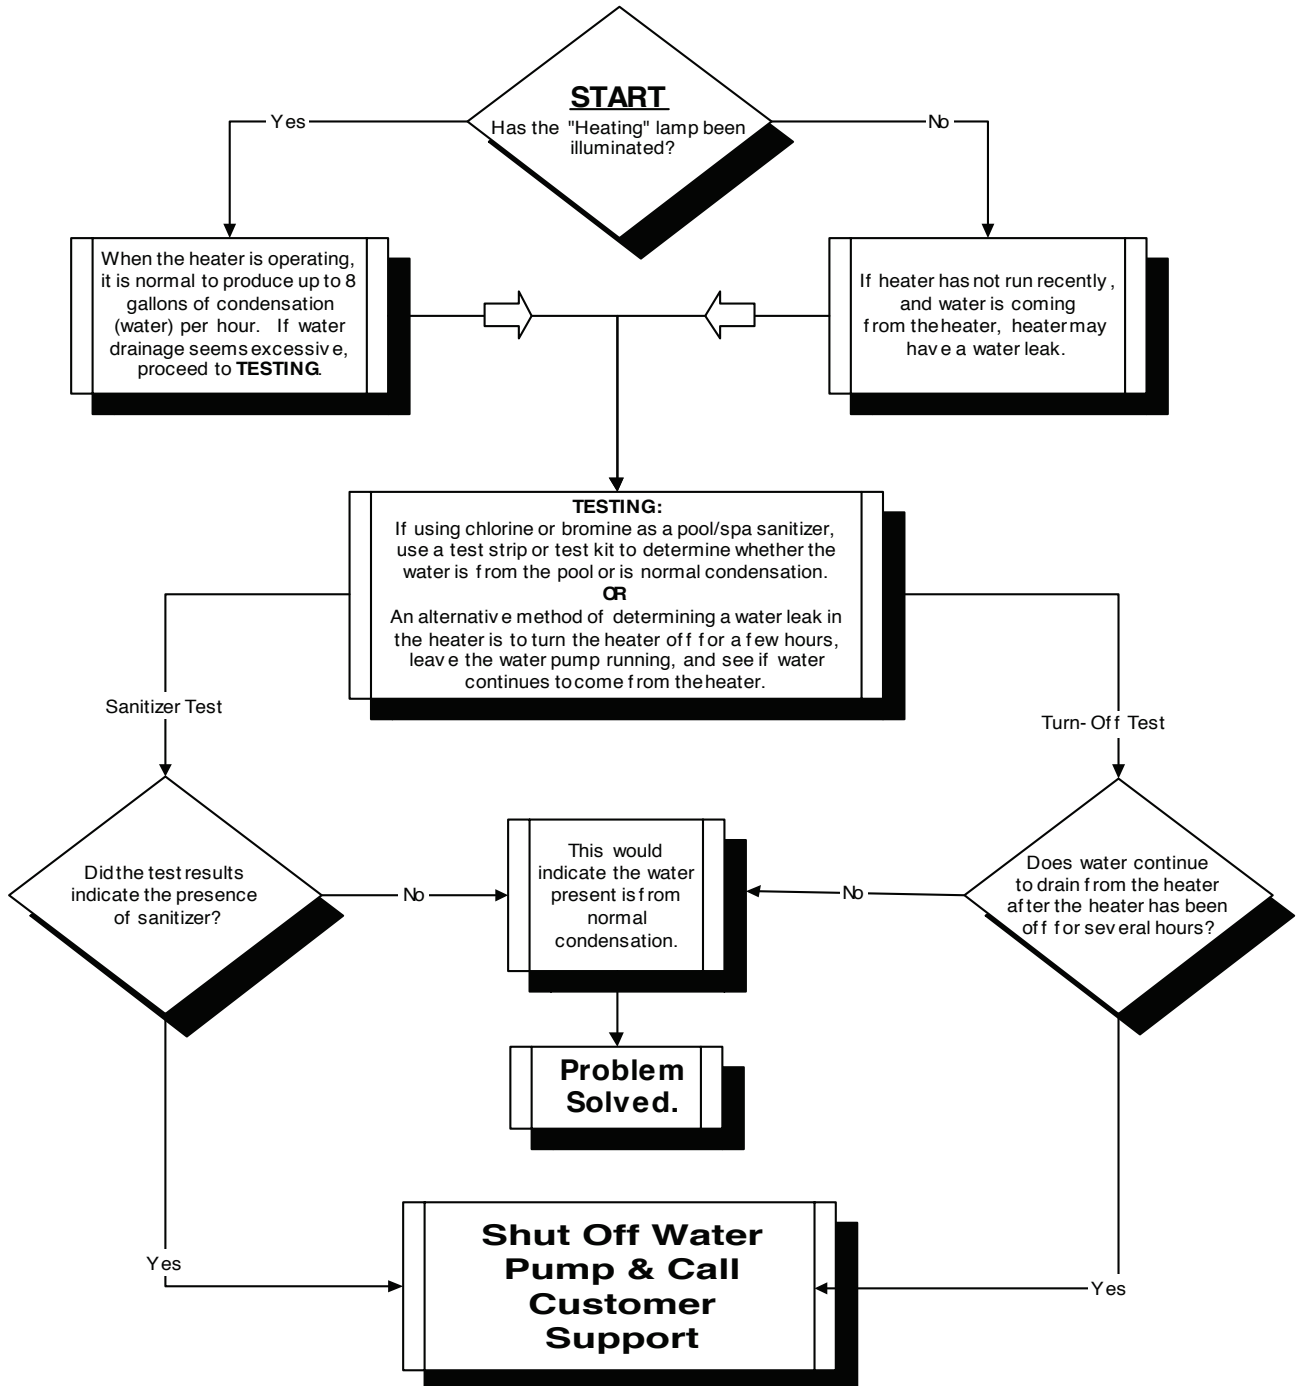 START
Has the "Heating" lamp been
illuminated?
Yes
No
When the heater is operating,
it is normal to produce up to 8
gallons of condensation
(water) per hour. If water
drainage seems excessive,
proceed to TESTING.
If heater has not run recently,
and water is coming
from the heater, heater may
have a water leak.
TESTING:
If using chlorine or bromine as a pool/spa sanitizer,
use a test strip or test kit to determine whether the
water is from the pool or is normal condensation.
OR
An alternative method of determining a water leak in
the heater is to turn the heater off for a few hours,
leave the water pump running, and see if water
continues to come from the heater.
Sanitizer Test
Turn-Off Test
Did the test results
indicate the presence
of sanitizer?
No
This would
indicate the water
present is from
normal
condensation.
No
Does water continue
to drain from the heater
after the heater has been
off for several hours?
Problem
Solved.
Yes
Shut Off Water
Pump & Call
Customer
Support
Yes